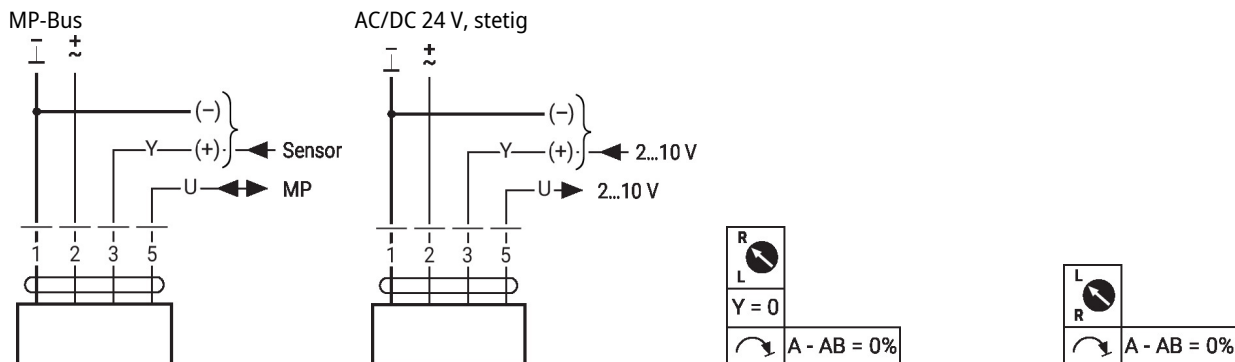 MP-Bus
AC/DC 24 V, stetig
- +
⊥ ~
- +
⊥ ~
(–)
(–)
Y (+) Sensor
Y (+) 2...10 V
U MP
U 2...10 V
1 2 3 5
1 2 3 5
R
L
Y = 0
A - AB = 0%
L
R
A - AB = 0%